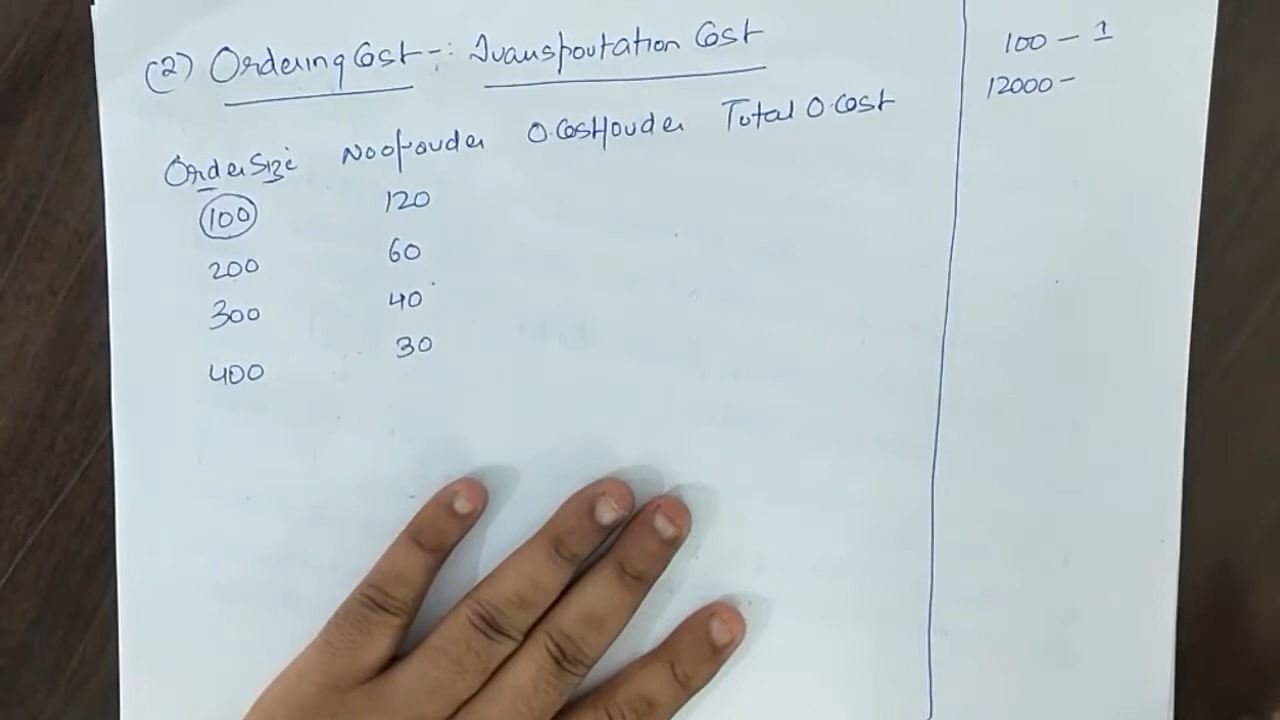 (2) Ordering Cost -: Transportation Cost
Order Size No of order O.Cost/order Total O.Cost
100 120
200 60
300 40
400 30
100 - 1
12000 -